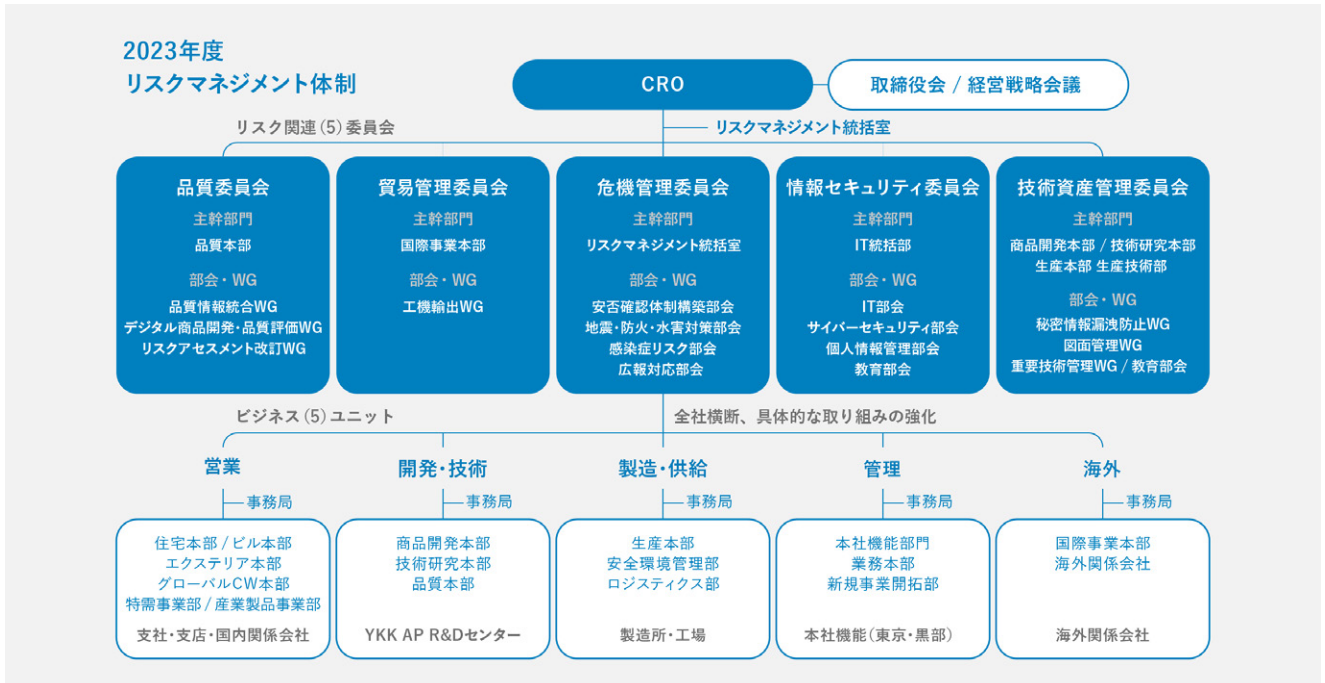 2023年度
リスクマネジメント体制
CRO
取締役会 / 経営戦略会議
リスク関連(5)委員会
リスクマネジメント統括室
品質委員会
主幹部門
品質本部
部会・WG
品質情報統合WG
デジタル商品開発・品質評価WG
リスクアセスメント改訂WG
貿易管理委員会
主幹部門
国際事業本部
部会・WG
工機輸出WG
危機管理委員会
主幹部門
リスクマネジメント統括室
部会・WG
安否確認体制構築部会
地震・防火・水害対策部会
感染症リスク部会
広報対応部会
情報セキュリティ委員会
主幹部門
IT統括部
部会・WG
IT部会
サイバーセキュリティ部会
個人情報管理部会
教育部会
技術資産管理委員会
主幹部門
商品開発本部 / 技術研究本部
生産本部 生産技術部
部会・WG
秘密情報漏洩防止WG
図面管理WG
重要技術管理WG / 教育部会
ビジネス(5)ユニット
全社横断、具体的な取り組みの強化
営業
事務局
住宅本部 / ビル本部
エクステリア本部
グローバルCW本部
特需事業部 / 産業製品事業部
支社・支店・国内関係会社
開発・技術
事務局
商品開発本部
技術研究本部
品質本部
YKK AP R&Dセンター
製造・供給
事務局
生産本部
安全環境管理部
ロジスティクス部
製造所・工場
管理
事務局
本社機能部門
業務本部
新規事業開拓部
本社機能(東京・黒部)
海外
事務局
国際事業本部
海外関係会社
海外関係会社